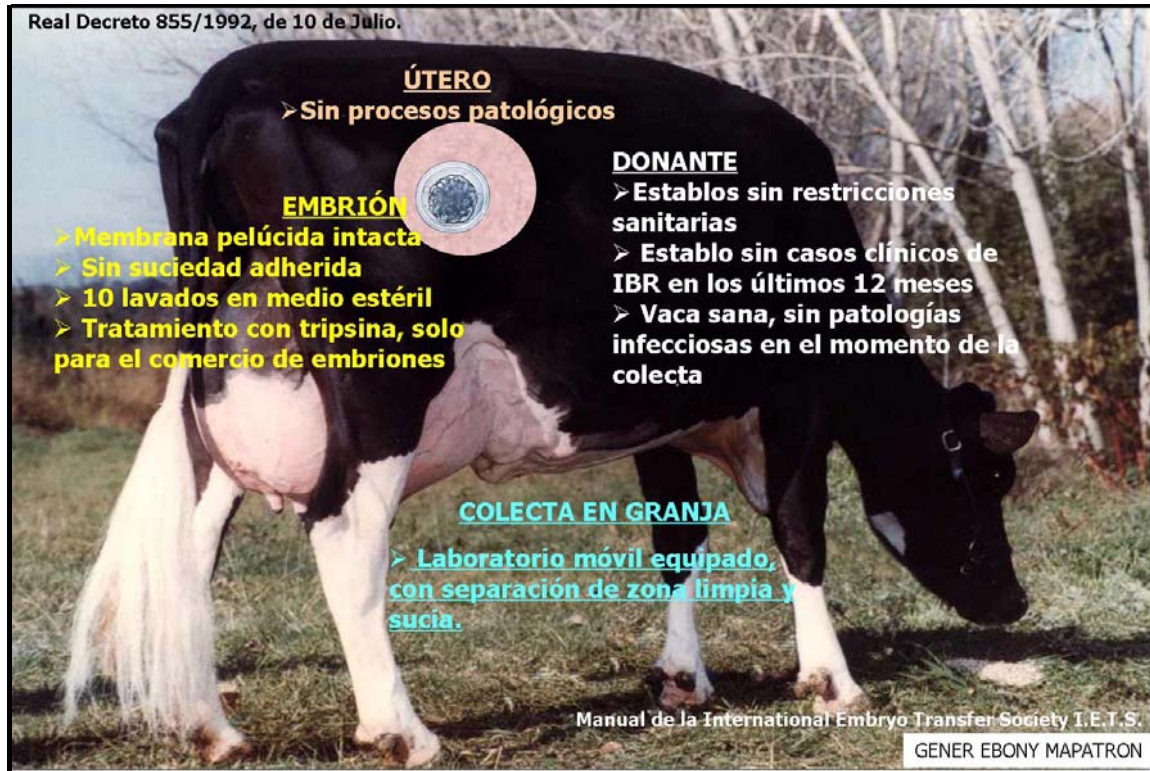 Real Decreto 855/1992, de 10 de Julio.
ÚTERO
➢Sin procesos patológicos
EMBRIÓN
➢Membrana pelúcida intacta
➢ Sin suciedad adherida
➢ 10 lavados en medio estéril
➢ Tratamiento con tripsina, solo
para el comercio de embriones
DONANTE
➢Establos sin restricciones
sanitarias
➢ Establo sin casos clínicos de
IBR en los últimos 12 meses
➢ Vaca sana, sin patologías
infecciosas en el momento de la
colecta
COLECTA EN GRANJA
➢ Laboratorio móvil equipado,
con separación de zona limpia y
sucia.
Manual de la International Embryo Transfer Society I.E.T.S.
GENER EBONY MAPATRON